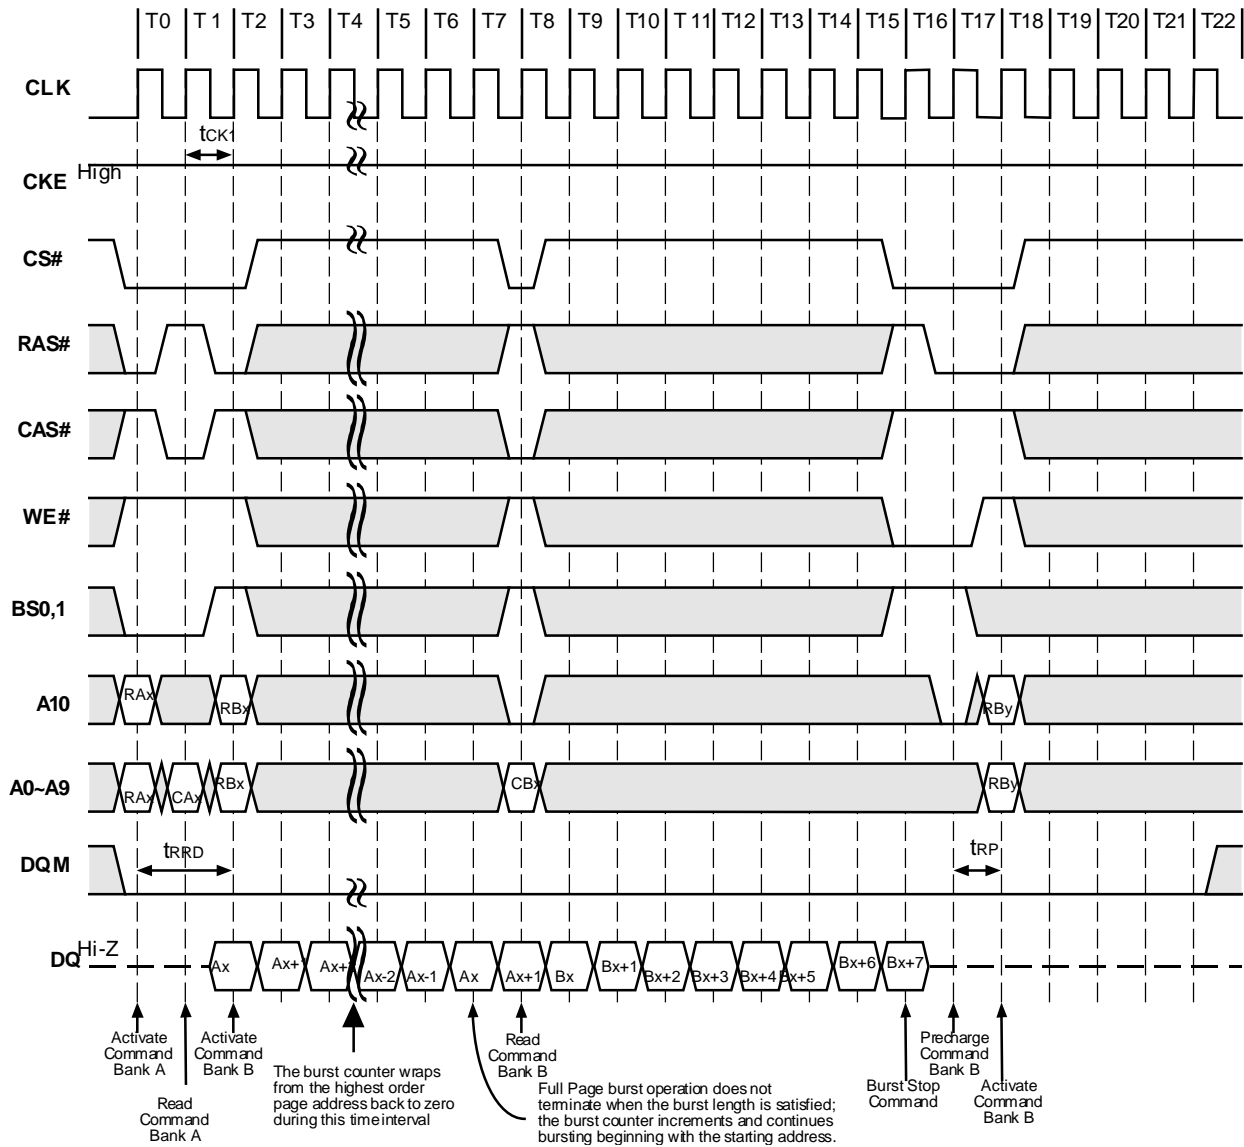 T0 T1 T2 T3 T4 T5 T6 T7 T8 T9 T10 T11 T12 T13 T14 T15 T16 T17 T18 T19 T20 T21 T22
CLK
tCK1
CKE High
CS#
RAS#
CAS#
WE#
BS0,1
A10 RAx RBx RBy
A0~A9 RAx CAx RBx CBx RBy
DQM tRRD tRP
DQ Hi-Z Ax Ax+1 Ax-2 Ax-1 Ax Ax+1 Bx Bx+1 Bx+2 Bx+3 Bx+4 Bx+5 Bx+6 Bx+7
Activate
Command
Bank A
Read
Command
Bank A
Activate
Command
Bank B
The burst counter wraps
from the highest order
page address back to zero
during this time interval
Read
Command
Bank B
Full Page burst operation does not
terminate when the burst length is satisfied;
the burst counter increments and continues
bursting beginning with the starting address.
Burst Stop
Command
Precharge
Command
Bank B
Activate
Command
Bank B